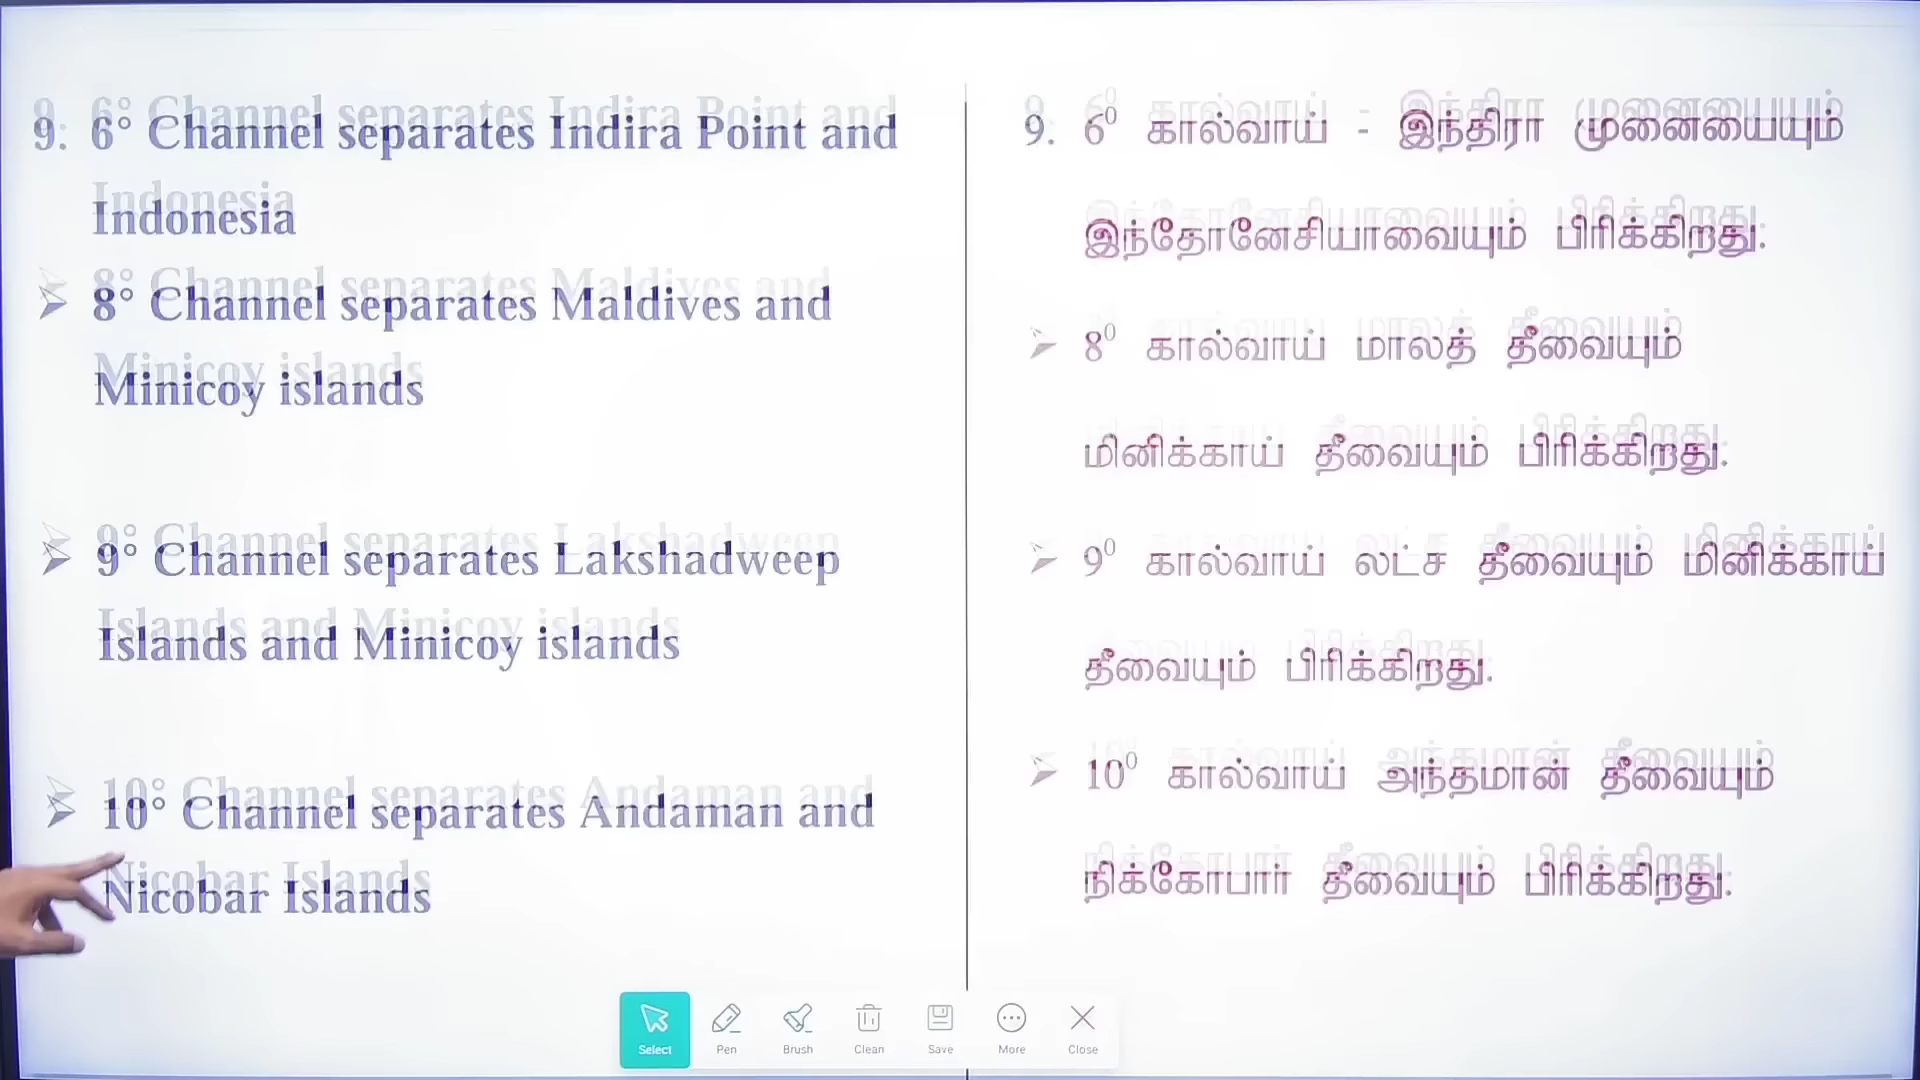 9. 6° Channel separates Indira Point and
Indonesia
➢ 8° Channel separates Maldives and
Minicoy islands
➢ 9° Channel separates Lakshadweep
Islands and Minicoy islands
➢ 10° Channel separates Andaman and
Nicobar Islands
9. 6⁰ கால்வாய் - இந்திரா முனையையும்
இந்தோனேசியாவையும் பிரிக்கிறது.
➢ 8⁰ கால்வாய் மாலத் தீவையும்
மினிக்காய் தீவையும் பிரிக்கிறது.
➢ 9⁰ கால்வாய் லட்ச தீவையும் மினிக்காய்
தீவையும் பிரிக்கிறது.
➢ 10⁰ கால்வாய் அந்தமான் தீவையும்
நிக்கோபார் தீவையும் பிரிக்கிறது.
Select Pen Brush Clean Save More Close